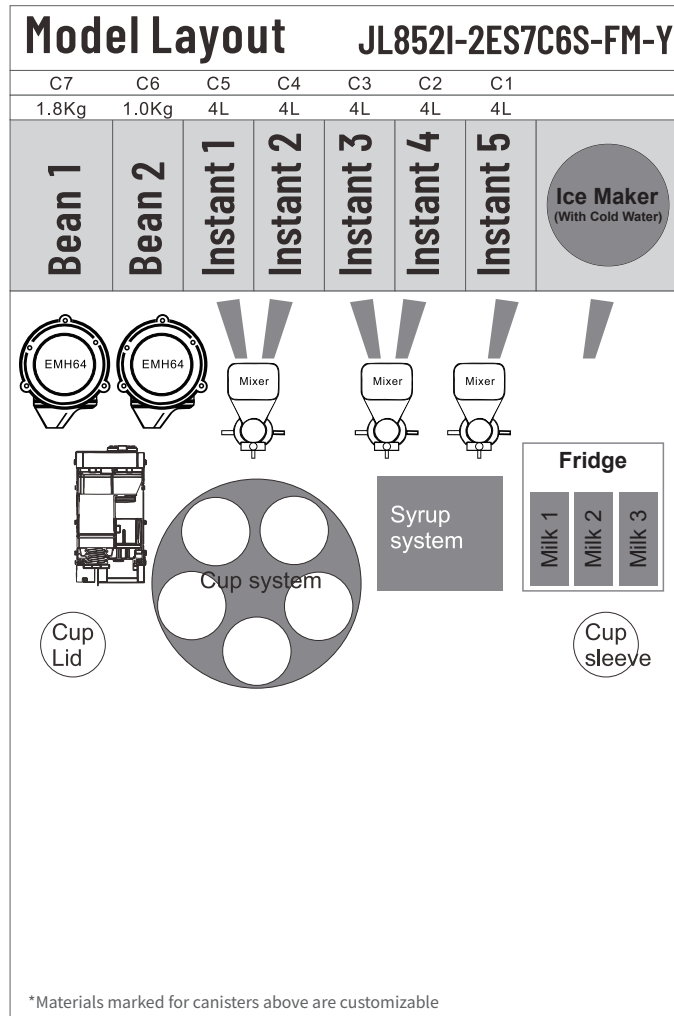 Model Layout JL852I-2ES7C6S-FM-Y
C7 C6 C5 C4 C3 C2 C1
1.8Kg 1.0Kg 4L 4L 4L 4L 4L
Bean 1
Bean 2
Instant 1
Instant 2
Instant 3
Instant 4
Instant 5
Ice Maker
(With Cold Water)
EMH64 EMH64
Mixer Mixer Mixer
Fridge
Milk 1
Milk 2
Milk 3
Syrup
system
Cup system
Cup
Lid
Cup
sleeve
*Materials marked for canisters above are customizable